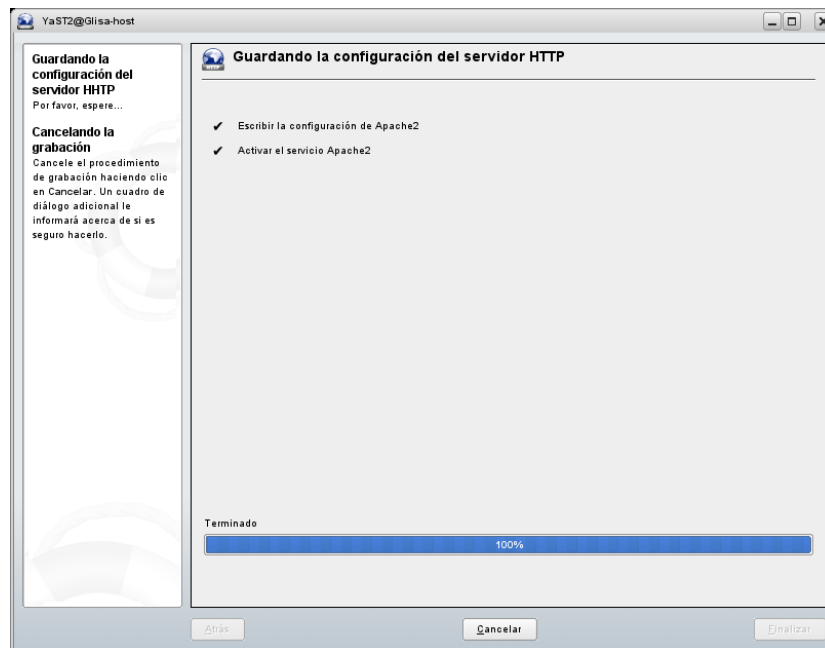 YaST2@Glisa-host
Guardando la
configuración del
servidor HHTP
Por favor, espere...
Cancelando la
grabación
Cancele el procedimiento
de grabación haciendo clic
en Cancelar. Un cuadro de
diálogo adicional le
informará acerca de si es
seguro hacerlo.
Guardando la configuración del servidor HTTP
Escribir la configuración de Apache2
Activar el servicio Apache2
Terminado
100%
Atrás
Cancelar
Finalizar